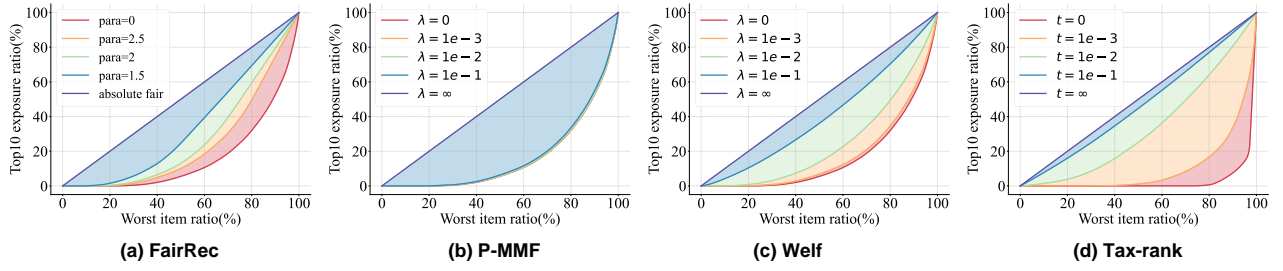 Top10 exposure ratio(%)
100
80
60
40
20
0
para=0
para=2.5
para=2
para=1.5
absolute fair
0 20 40 60 80 100
Worst item ratio(%)
(a) FairRec
Top10 exposure ratio(%)
100
80
60
40
20
0
λ = 0
λ = 1e − 3
λ = 1e − 2
λ = 1e − 1
λ = ∞
0 20 40 60 80 100
Worst item ratio(%)
(b) P-MMF
Top10 exposure ratio(%)
100
80
60
40
20
0
λ = 0
λ = 1e − 3
λ = 1e − 2
λ = 1e − 1
λ = ∞
0 20 40 60 80 100
Worst item ratio(%)
(c) Welf
Top10 exposure ratio(%)
100
80
60
40
20
0
t = 0
t = 1e − 3
t = 1e − 2
t = 1e − 1
t = ∞
0 20 40 60 80 100
Worst item ratio(%)
(d) Tax-rank